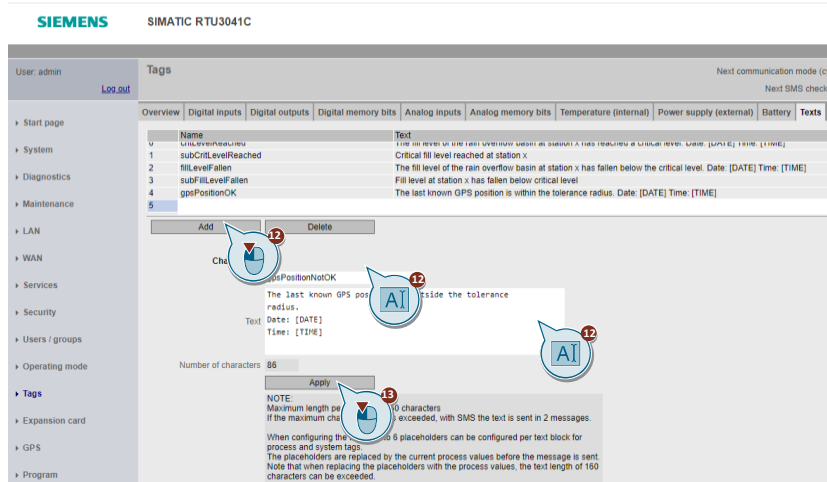 SIEMENS SIMATIC RTU3041C
User: admin
Log out
Tags
Next communication mode (c
Next SMS check
Overview Digital inputs Digital outputs Digital memory bits Analog inputs Analog memory bits Temperature (internal) Power supply (external) Battery Texts
Name Text
0 critLevelReached The fill level of the rain overflow basin at station x has reached a critical level. Date: [DATE] Time: [TIME]
1 subCritLevelReached Critical fill level reached at station x
2 fillLevelFallen The fill level of the rain overflow basin at station x has fallen below the critical level. Date: [DATE] Time: [TIME]
3 subFillLevelFallen Fill level at station x has fallen below critical level
4 gpsPositionOK The last known GPS position is within the tolerance radius. Date: [DATE] Time: [TIME]
5
Add Delete
12
Cha
12
psPositionNotOK
AI
The last known GPS pos tside the tolerance
radius.
Date: [DATE]
Time: [TIME]
Text
12
AI
Number of characters 86
Apply
13
NOTE:
Maximum length pe 0 characters
If the maximum cha s exceeded, with SMS the text is sent in 2 messages.
When configuring the to 6 placeholders can be configured per text block for
process and system tags.
The placeholders are replaced by the current process values before the message is sent.
Note that when replacing the placeholders with the process values, the text length of 160
characters can be exceeded.
Start page
System
Diagnostics
Maintenance
LAN
WAN
Services
Security
Users / groups
Operating mode
Tags
Expansion card
GPS
Program